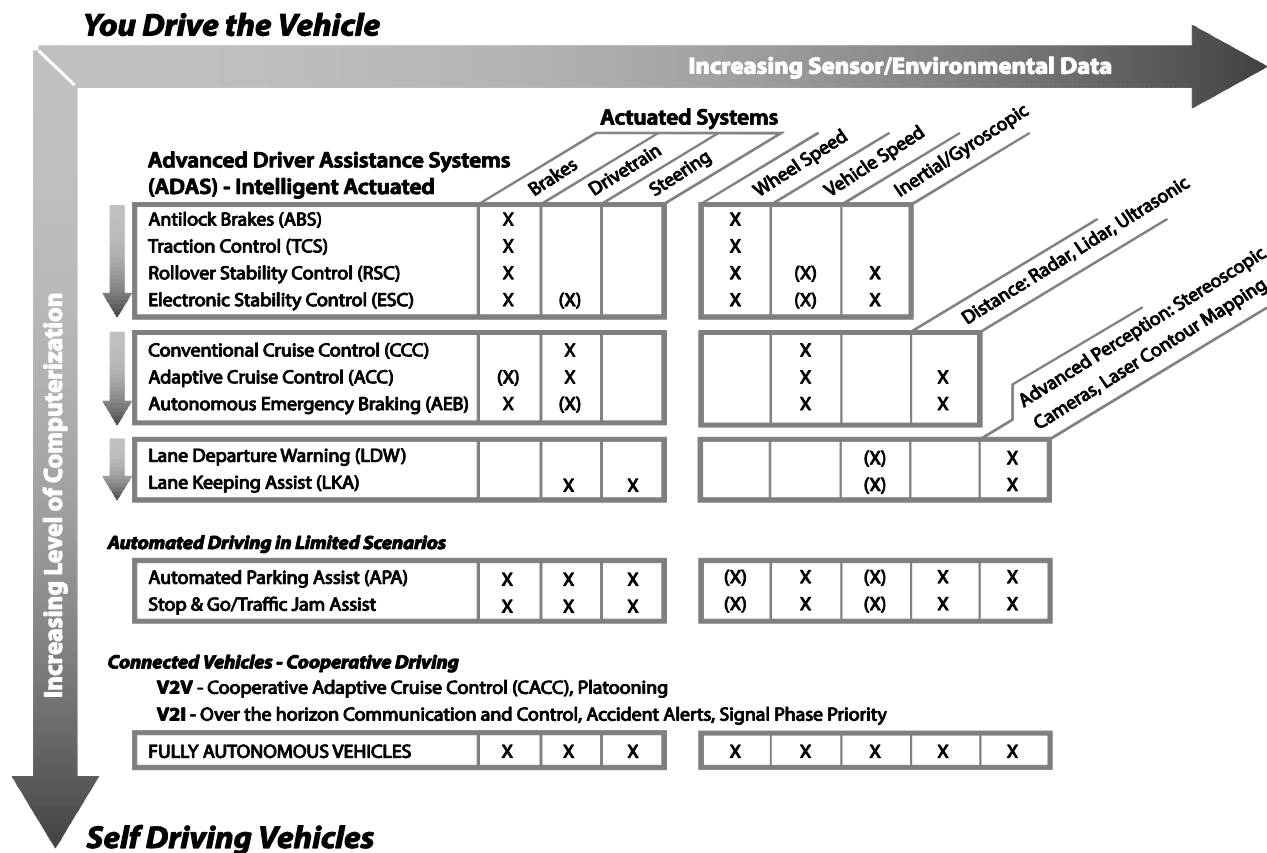 You Drive the Vehicle
Increasing Sensor/Environmental Data
Actuated Systems
Advanced Driver Assistance Systems
(ADAS) - Intelligent Actuated
Brakes
Drivetrain
Steering
Wheel Speed
Vehicle Speed
Inertial/Gyroscopic
Distance: Radar, Lidar, Ultrasonic
Advanced Perception: Stereoscopic
Cameras, Laser Contour Mapping
Increasing Level of Computerization
Antilock Brakes (ABS) X X
Traction Control (TCS) X X
Rollover Stability Control (RSC) X X (X) X
Electronic Stability Control (ESC) X (X) X (X) X
Conventional Cruise Control (CCC) X X
Adaptive Cruise Control (ACC) (X) X X X
Autonomous Emergency Braking (AEB) X (X) X X
Lane Departure Warning (LDW) (X) X
Lane Keeping Assist (LKA) X X (X) X
Automated Driving in Limited Scenarios
Automated Parking Assist (APA) X X X (X) X (X) X X
Stop & Go/Traffic Jam Assist X X X (X) X (X) X X
Connected Vehicles - Cooperative Driving
V2V - Cooperative Adaptive Cruise Control (CACC), Platooning
V2I - Over the horizon Communication and Control, Accident Alerts, Signal Phase Priority
FULLY AUTONOMOUS VEHICLES X X X X X X X X
Self Driving Vehicles